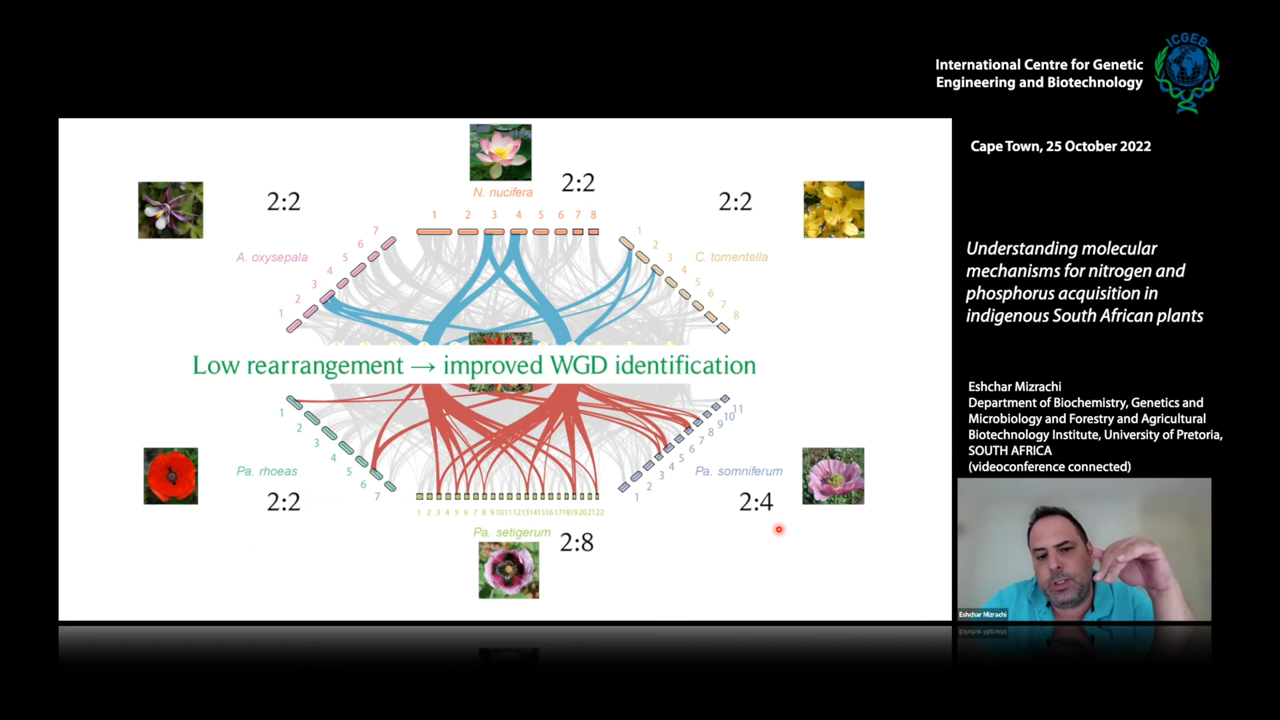 ICGEB
International Centre for Genetic
Engineering and Biotechnology
Cape Town, 25 October 2022
Understanding molecular
mechanisms for nitrogen and
phosphorus acquisition in
indigenous South African plants
Eshchar Mizrachi
Department of Biochemistry, Genetics and
Microbiology and Forestry and Agricultural
Biotechnology Institute, University of Pretoria,
SOUTH AFRICA
(videoconference connected)
Eshchar Mizrachi
2:2
N. nucifera
2:2
2:2
1 2 3 4 5 6 7 8
A. oxysepala
1 2 3 4 5 6 7
C. tomentella
1 2 3 4 5 6 7 8
Low rearrangement → improved WGD identification
1 2 3 4 5 6 7
Pa. rhoeas
2:2
1 2 3 4 5 6 7 8 9 10 11
Pa. somniferum
2:4
1 2 3 4 5 6 7 8 9 10 11 12 13 14 15 16 17 18 19 20 21 22
Pa. setigerum
2:8